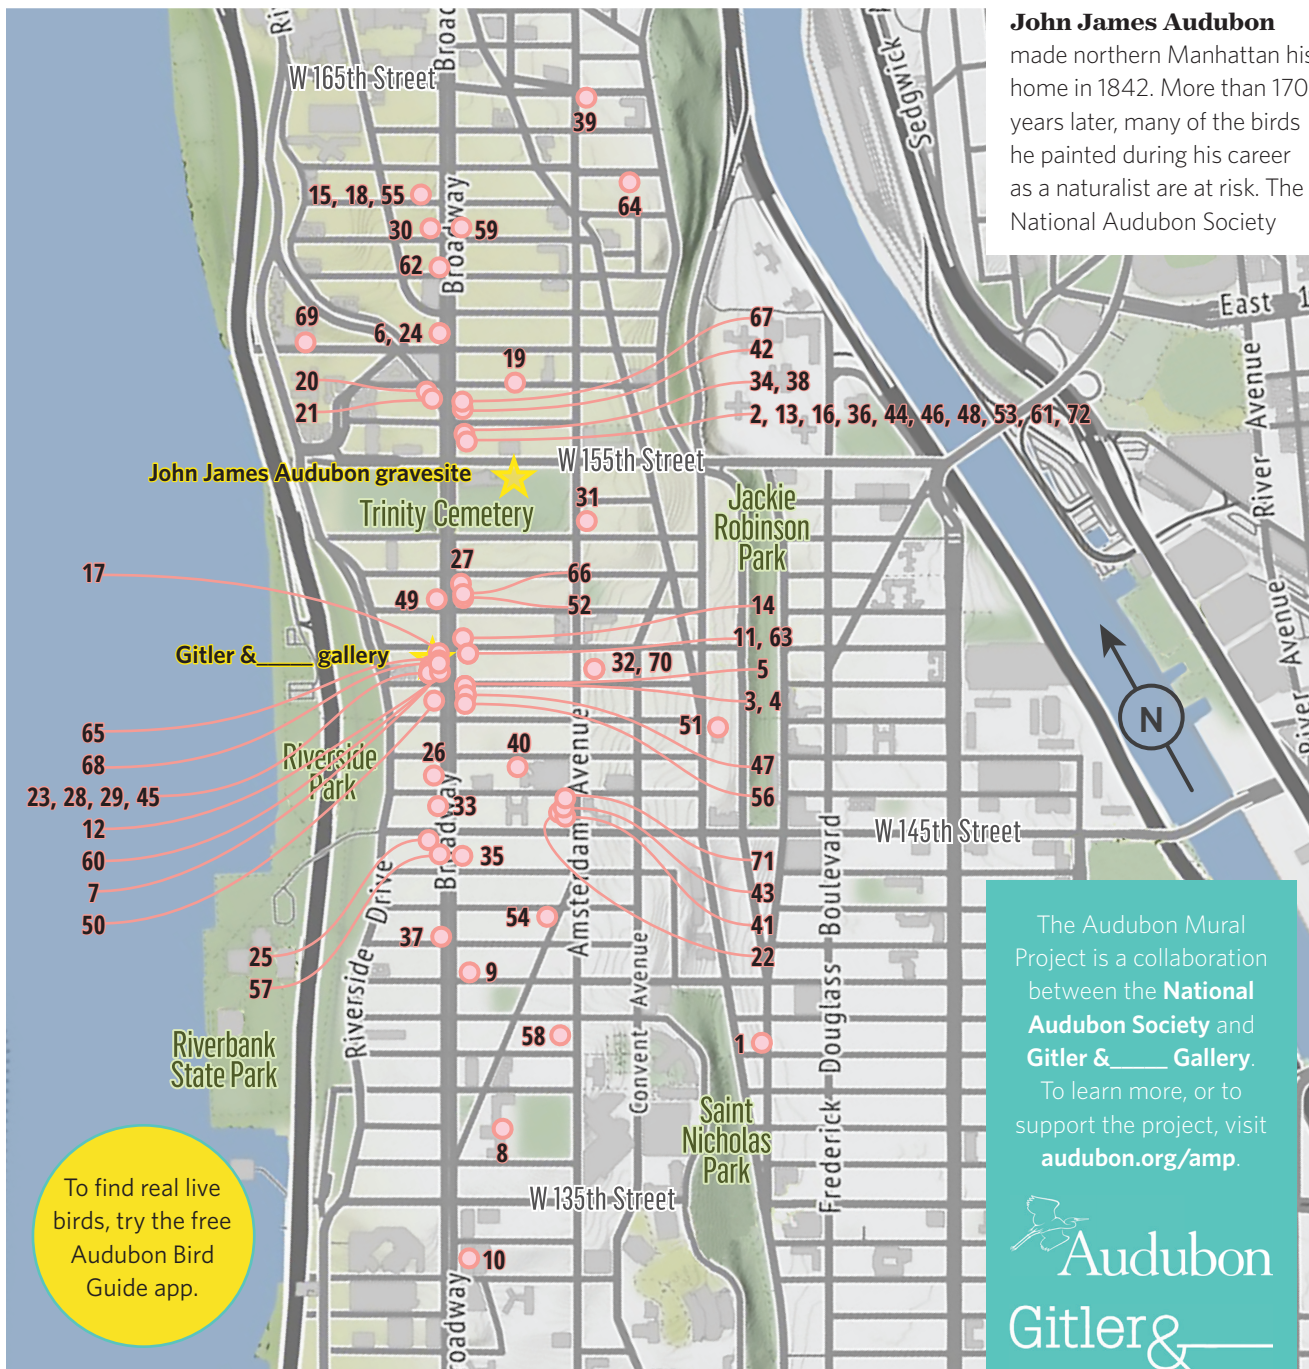 John James Audubon
made northern Manhattan his
home in 1842. More than 170
years later, many of the birds
he painted during his career
as a naturalist are at risk. The
National Audubon Society
W 165th Street
Broadway
Sedgwick
39
15, 18, 55
64
30
59
62
Broadway
East
69
6, 24
67
42
19
34, 38
20
21
2, 13, 16, 36, 44, 46, 48, 53, 61, 72
River Avenue
John James Audubon gravesite
W 155th Street
Trinity Cemetery
31
Jackie
Robinson
Park
27
17
66
49
52
14
Gitler &_____ gallery
11, 63
32, 70
5
3, 4
River Avenue
N
51
65
68
Riverside
Park
26
40
47
23, 28, 29, 45
56
12
33
Broadway
Amsterdam Avenue
W 145th Street
60
35
71
7
43
50
54
41
37
22
25
9
57
Riverside Drive
Convent Avenue
Frederick Douglass Boulevard
58
1
Riverbank
State Park
Saint
Nicholas
Park
8
W 135th Street
10
Broadway
To find real live
birds, try the free
Audubon Bird
Guide app.
The Audubon Mural
Project is a collaboration
between the National
Audubon Society and
Gitler &_____ Gallery.
To learn more, or to
support the project, visit
audubon.org/amp.
Audubon
Gitler&_____